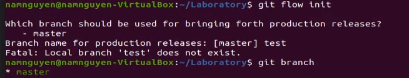 namnguyen@namnguyen-VirtualBox:~/Laboratory$ git flow init
Which branch should be used for bringing forth production releases?
- master
Branch name for production releases: [master] test
Fatal: Local branch 'test' does not exist.
namnguyen@namnguyen-VirtualBox:~/Laboratory$ git branch
* master